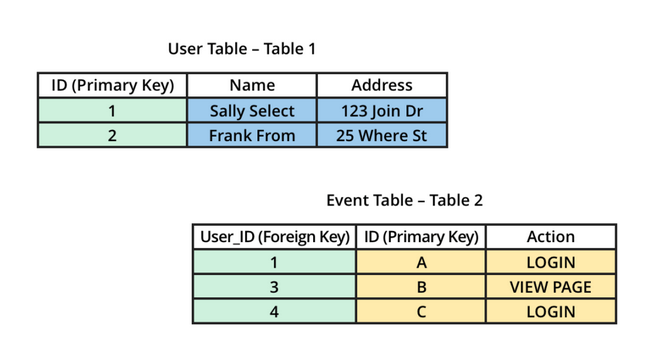 User Table – Table 1
ID (Primary Key) Name Address
1 Sally Select 123 Join Dr
2 Frank From 25 Where St
Event Table – Table 2
User_ID (Foreign Key) ID (Primary Key) Action
1 A LOGIN
3 B VIEW PAGE
4 C LOGIN